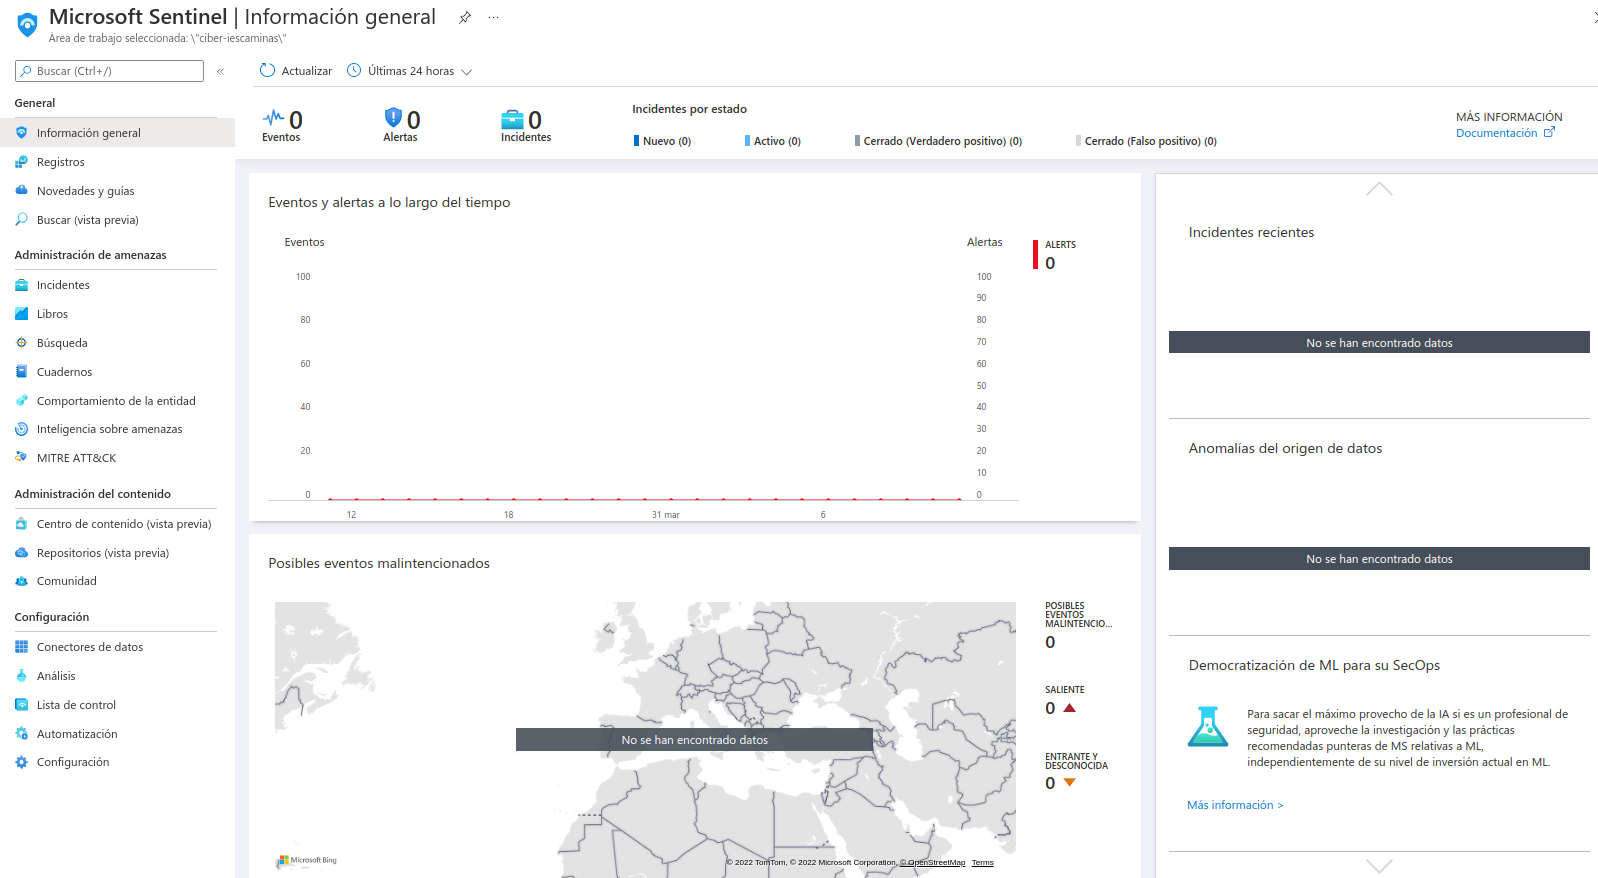 Microsoft Sentinel | Información general
Área de trabajo seleccionada: \"ciber-iescaminas\"
Buscar (Ctrl+/)
«
Actualizar
Últimas 24 horas
General
Información general
Registros
Novedades y guías
Buscar (vista previa)
Administración de amenazas
Incidentes
Libros
Búsqueda
Cuadernos
Comportamiento de la entidad
Inteligencia sobre amenazas
MITRE ATT&CK
Administración del contenido
Centro de contenido (vista previa)
Repositorios (vista previa)
Comunidad
Configuración
Conectores de datos
Análisis
Lista de control
Automatización
Configuración
0
Eventos
0
Alertas
0
Incidentes
Incidentes por estado
Nuevo (0)
Activo (0)
Cerrado (Verdadero positivo) (0)
Cerrado (Falso positivo) (0)
MÁS INFORMACIÓN
Documentación
Eventos y alertas a lo largo del tiempo
Eventos
100
80
60
40
20
0
Alertas
100
90
80
70
60
50
40
30
20
10
0
12
18
31 mar
6
ALERTS
0
Posibles eventos malintencionados
No se han encontrado datos
Microsoft Bing
© 2022 TomTom, © 2022 Microsoft Corporation, © OpenStreetMap Terms
POSIBLES
EVENTOS
MALINTENCIO...
0
SALIENTE
0
ENTRANTE Y
DESCONOCIDA
0
Incidentes recientes
No se han encontrado datos
Anomalías del origen de datos
No se han encontrado datos
Democratización de ML para su SecOps
Para sacar el máximo provecho de la IA si es un profesional de
seguridad, aproveche la investigación y las prácticas
recomendadas punteras de MS relativas a ML,
independientemente de su nivel de inversión actual en ML.
Más información >